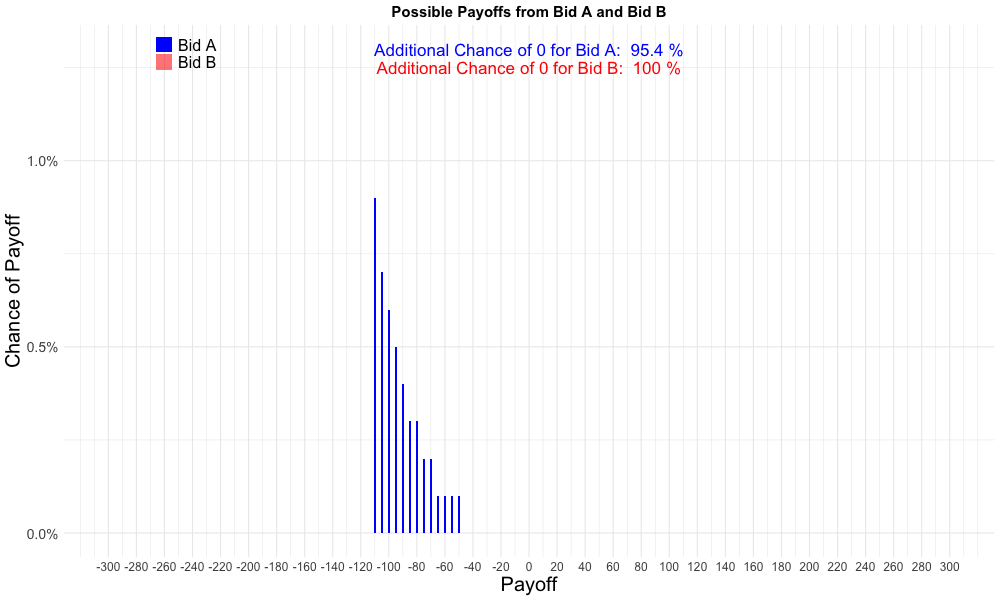 Possible Payoffs from Bid A and Bid B
Bid A
Bid B
Additional Chance of 0 for Bid A: 95.4 %
Additional Chance of 0 for Bid B: 100 %
Chance of Payoff
1.0%
0.5%
0.0%
-300 -280 -260 -240 -220 -200 -180 -160 -140 -120 -100 -80 -60 -40 -20 0 20 40 60 80 100 120 140 160 180 200 220 240 260 280 300
Payoff